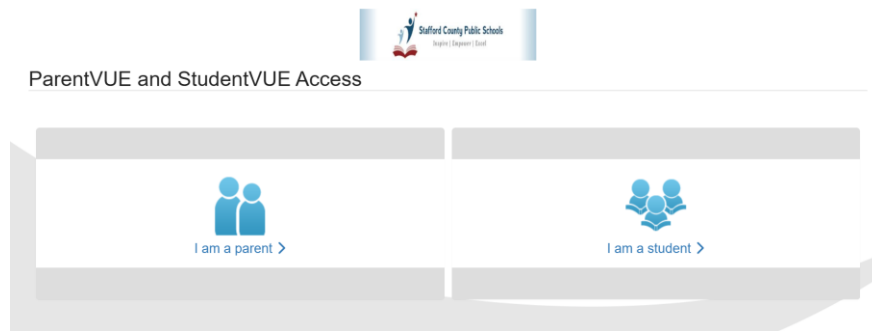 Stafford County Public Schools
Inspire | Empower | Excel
ParentVUE and StudentVUE Access
I am a parent >
I am a student >